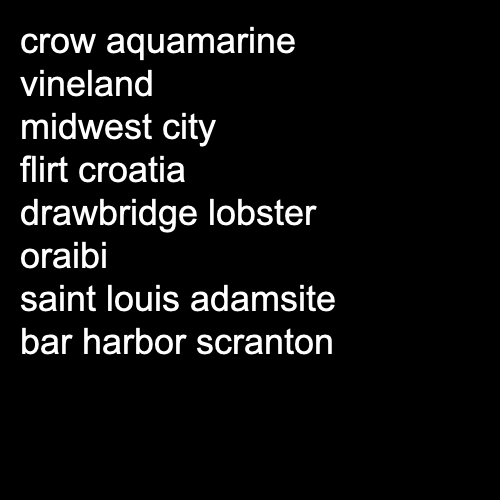 crow aquamarine
vineland
midwest city
flirt croatia
drawbridge lobster
oraibi
saint louis adamsite
bar harbor scranton